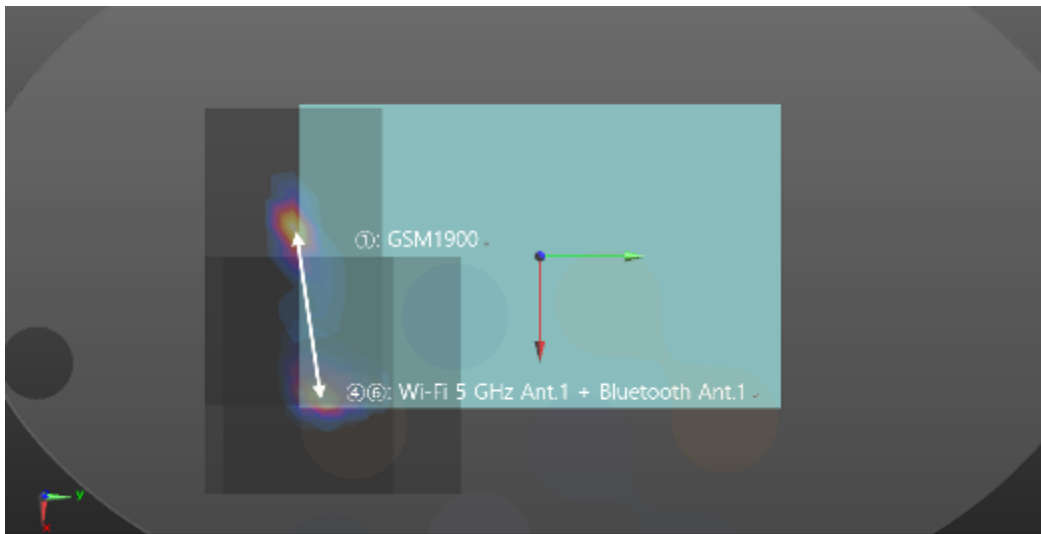 ①: GSM1900
④⑥: Wi-Fi 5 GHz Ant.1 + Bluetooth Ant.1
y
x